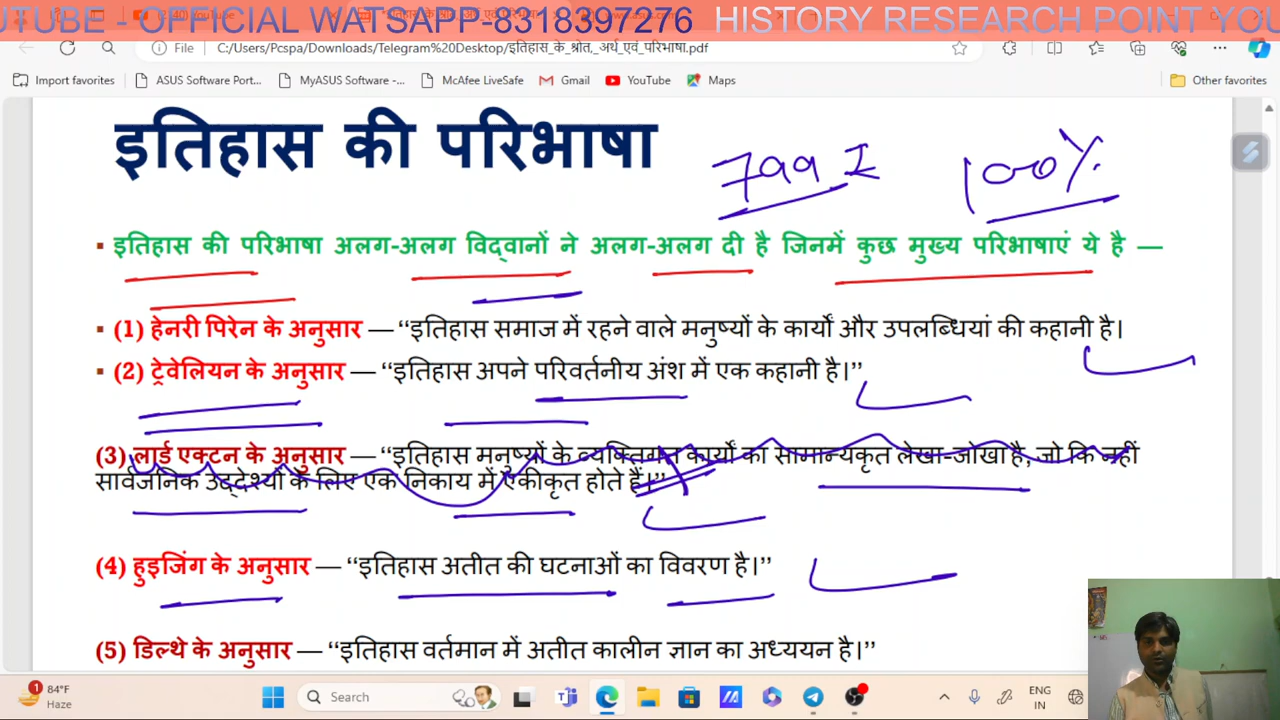 UTUBE - OFFICIAL WATSAPP-8318397276 HISTORY RESEARCH POINT YOU
File C:/Users/Pcspa/Downloads/Telegram%20Desktop/इतिहास_के_श्रोत,_अर्थ_एवं_परिभाषा.pdf
Import favorites ASUS Software Port... MyASUS Software -... McAfee LiveSafe Gmail YouTube Maps Other favorites
इतिहास की परिभाषा
799 I 100%
▪ इतिहास की परिभाषा अलग-अलग विद्वानों ने अलग-अलग दी है जिनमें कुछ मुख्य परिभाषाएं ये है —
▪ (1) हेनरी पिरेन के अनुसार — “इतिहास समाज में रहने वाले मनुष्यों के कार्यों और उपलब्धियां की कहानी है।
▪ (2) ट्रेवेलियन के अनुसार — “इतिहास अपने परिवर्तनीय अंश में एक कहानी है।”
(3) लार्ड एक्टन के अनुसार — “इतिहास मनुष्यों के व्यक्तिगत कार्यों का सामान्यकृत लेखा-जोखा है, जो कि नहीं
सार्वजनिक उद्देश्यों के लिए एक निकाय में एकीकृत होते हैं।”
(4) हुइजिंग के अनुसार — “इतिहास अतीत की घटनाओं का विवरण है।”
(5) डिल्थे के अनुसार — “इतिहास वर्तमान में अतीत कालीन ज्ञान का अध्ययन है।”
1 84°F
Haze
Search
ENG
IN